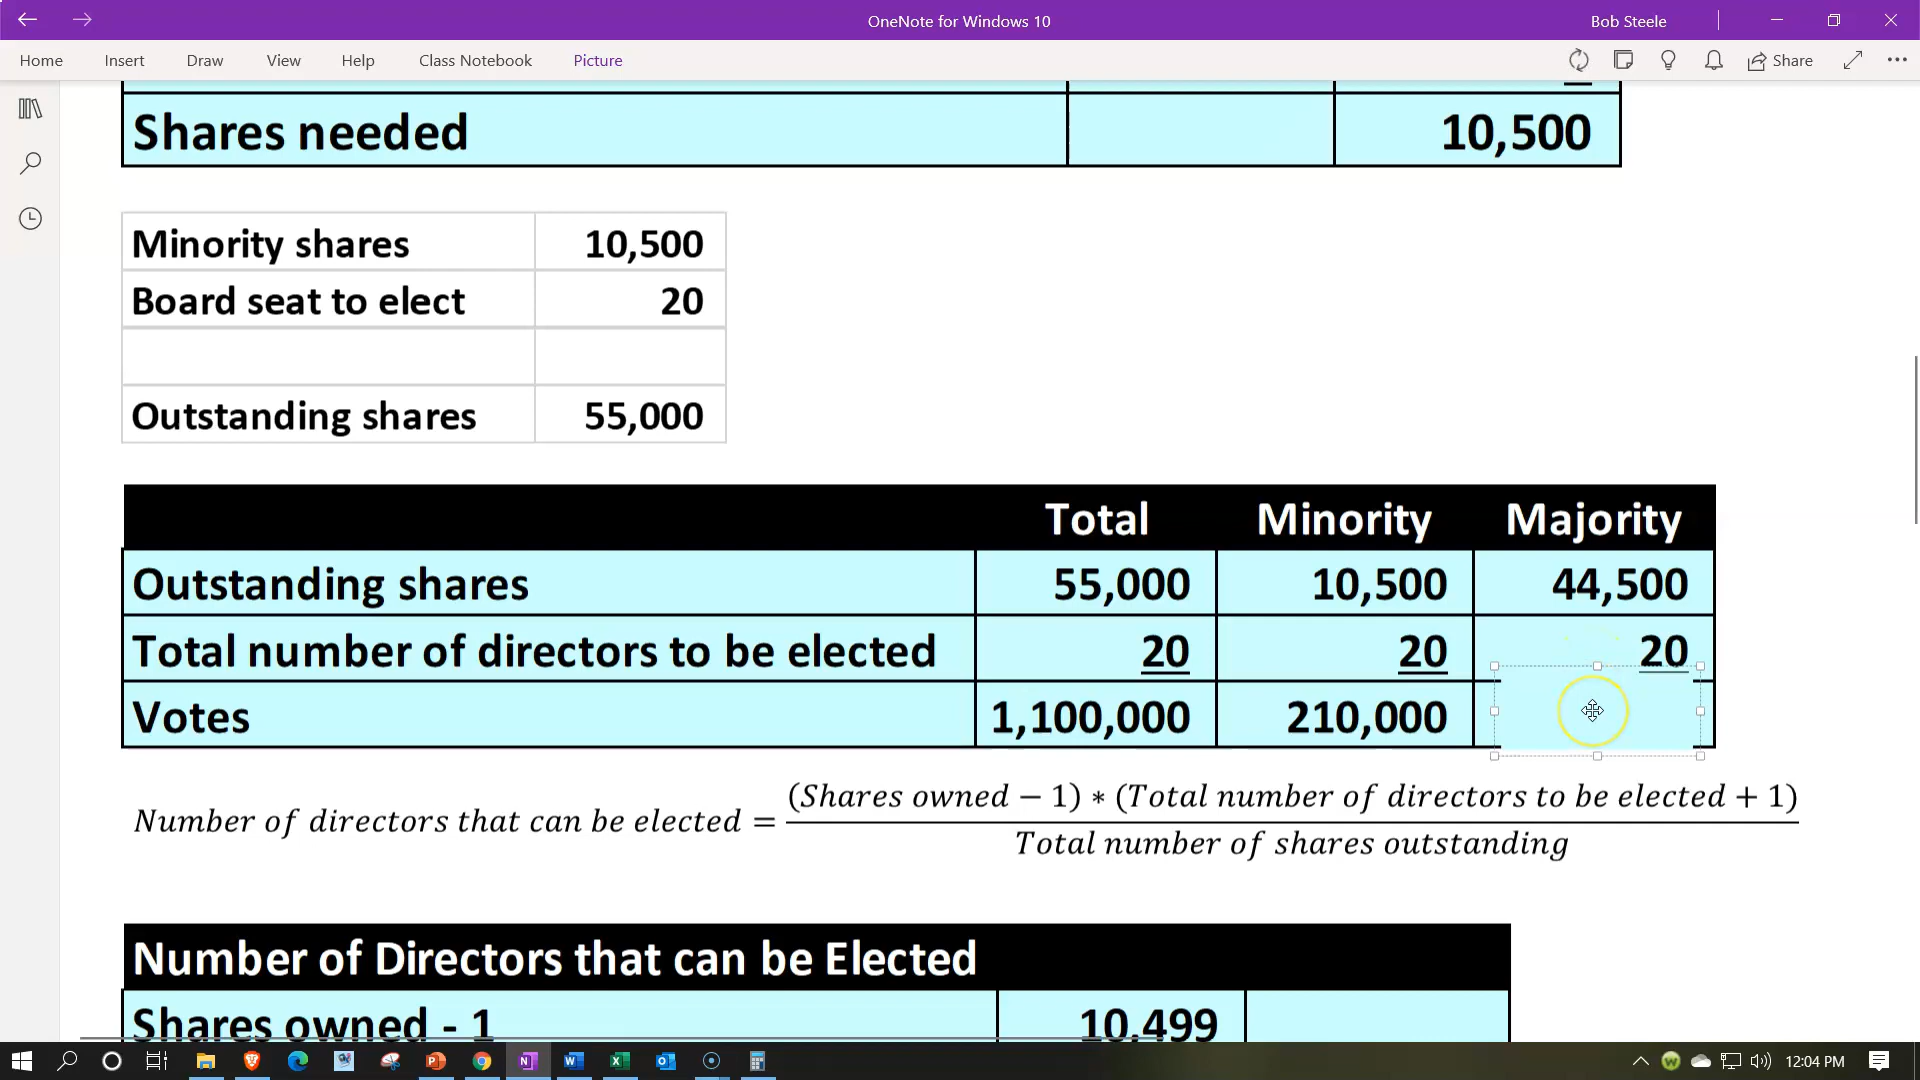 OneNote for Windows 10
Bob Steele
Home Insert Draw View Help Class Notebook Picture
Share
Shares needed 10,500
Minority shares 10,500
Board seat to elect 20
Outstanding shares 55,000
Total Minority Majority
Outstanding shares 55,000 10,500 44,500
Total number of directors to be elected 20 20 20
Votes 1,100,000 210,000
Number of directors that can be elected = (Shares owned − 1) ∗ (Total number of directors to be elected + 1)
Total number of shares outstanding
Number of Directors that can be Elected
Shares owned - 1 10,499
12:04 PM